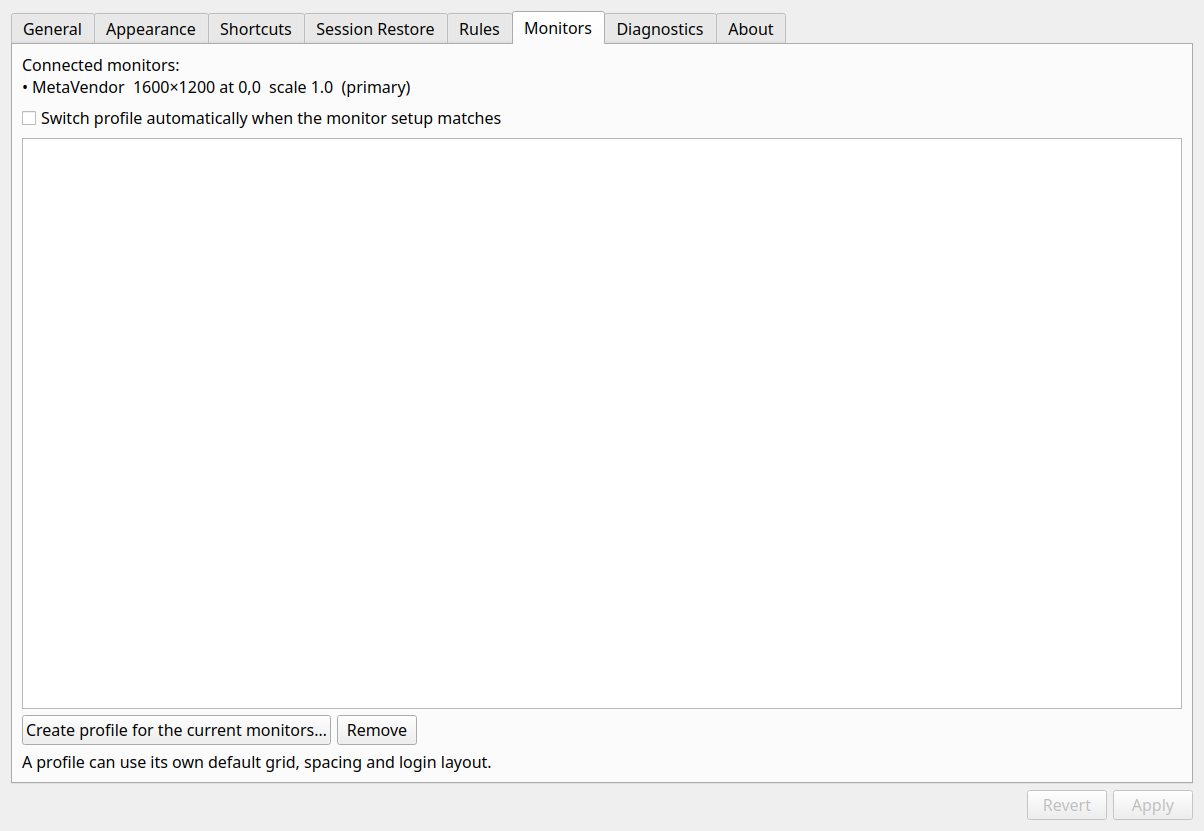 General Appearance Shortcuts Session Restore Rules Monitors Diagnostics About
Connected monitors:
• MetaVendor 1600×1200 at 0,0 scale 1.0 (primary)
Switch profile automatically when the monitor setup matches
Create profile for the current monitors... Remove
A profile can use its own default grid, spacing and login layout.
Revert Apply